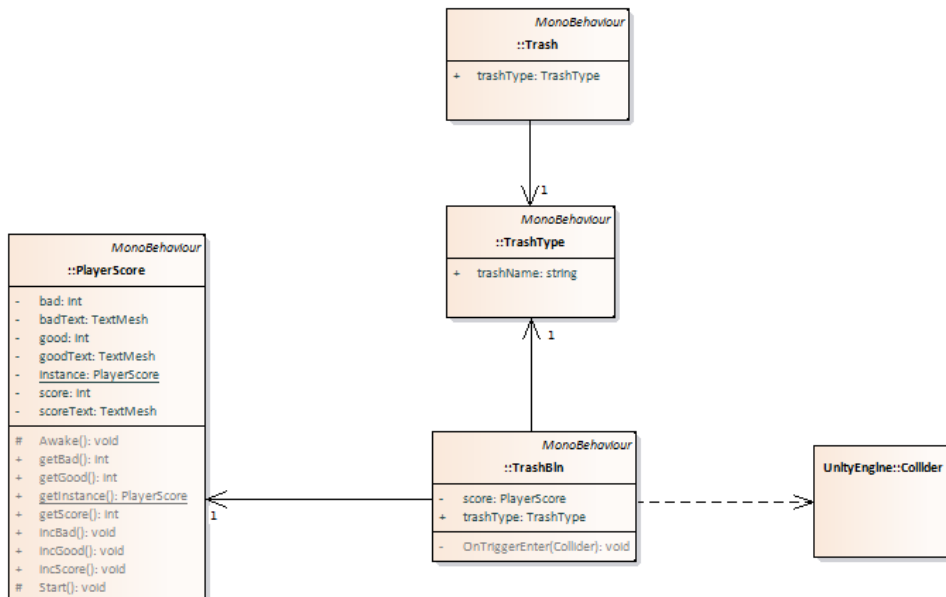 MonoBehaviour
::Trash
+ trashType: TrashType
1
MonoBehaviour
::TrashType
+ trashName: string
1
MonoBehaviour
::PlayerScore
- bad: int
- badText: TextMesh
- good: int
- goodText: TextMesh
- instance: PlayerScore
- score: int
- scoreText: TextMesh
# Awake(): void
+ getBad(): int
+ getGood(): int
+ getInstance(): PlayerScore
+ getScore(): int
+ incBad(): void
+ incGood(): void
+ incScore(): void
# Start(): void
1
MonoBehaviour
::TrashBin
- score: PlayerScore
+ trashType: TrashType
- OnTriggerEnter(Collider): void
UnityEngine::Collider